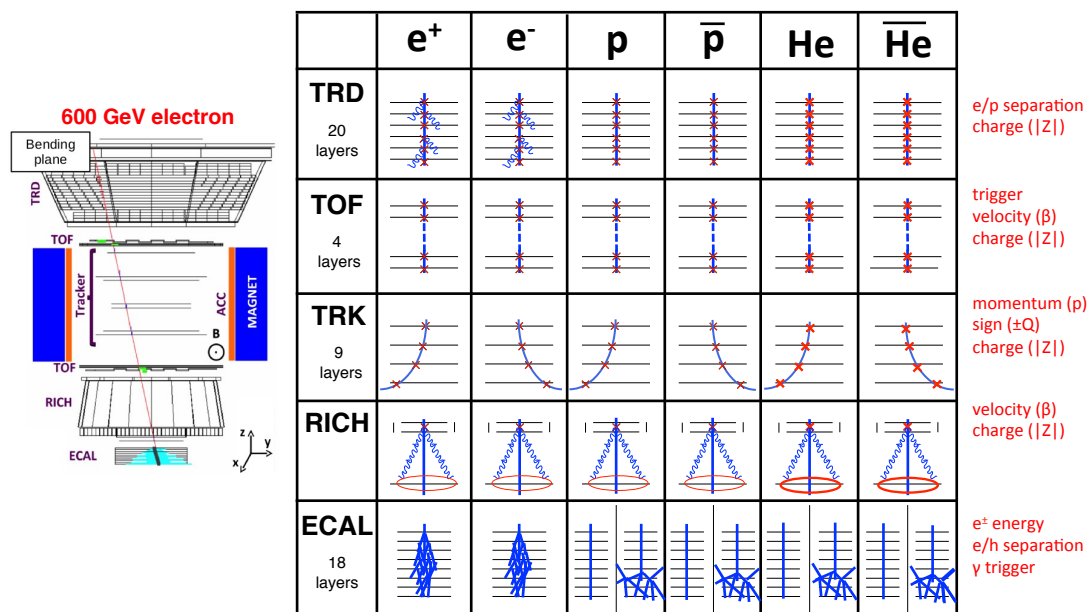 600 GeV electron
Bending
plane
TRD
TOF
Tracker
ACC
MAGNET
B
TOF
RICH
ECAL
z
y
x
e⁺ e⁻ p p̅ He H̅e̅
TRD
20
layers
e/p separation
charge (|Z|)
TOF
4
layers
trigger
velocity (β)
charge (|Z|)
TRK
9
layers
momentum (p)
sign (±Q)
charge (|Z|)
RICH
velocity (β)
charge (|Z|)
ECAL
18
layers
e± energy
e/h separation
γ trigger